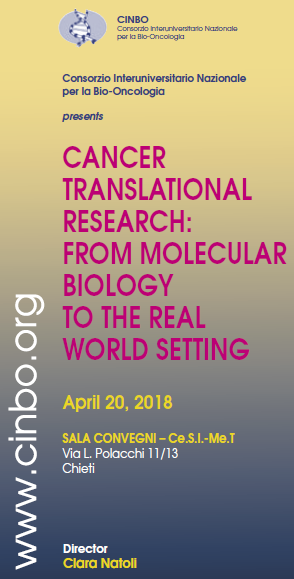 CINBO
Consorzio Interuniversitario Nazionale
per la Bio-Oncologia
Consorzio Interuniversitario Nazionale
per la Bio-Oncologia
presents
CANCER
TRANSLATIONAL
RESEARCH:
FROM MOLECULAR
BIOLOGY
TO THE REAL
WORLD SETTING
April 20, 2018
SALA CONVEGNI – Ce.S.I.-Me.T
Via L. Polacchi 11/13
Chieti
www.cinbo.org
Director
Clara Natoli